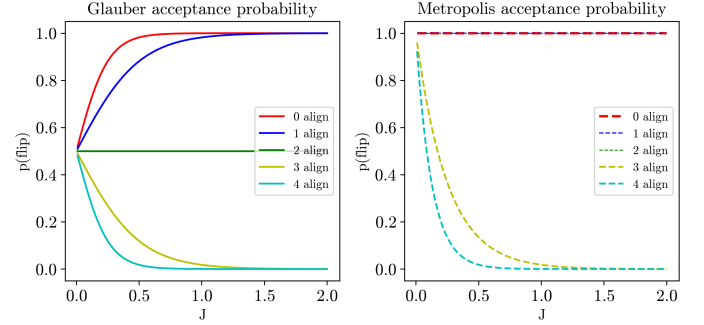 Glauber acceptance probability
p(flip)
1.0
0.8
0.6
0.4
0.2
0.0
0 align
1 align
2 align
3 align
4 align
0.0 0.5 1.0 1.5 2.0
J
Metropolis acceptance probability
p(flip)
1.0
0.8
0.6
0.4
0.2
0.0
0 align
1 align
2 align
3 align
4 align
0.0 0.5 1.0 1.5 2.0
J